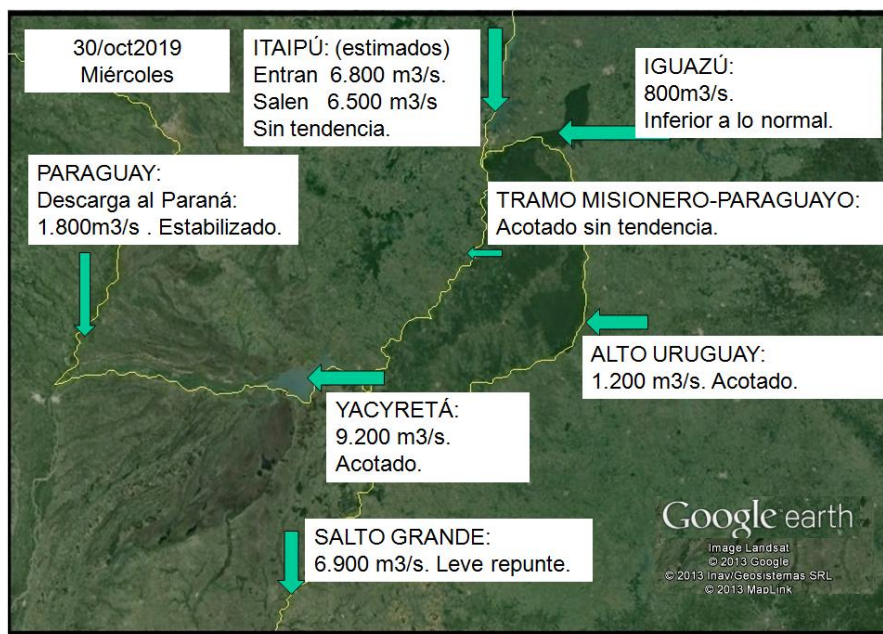 30/oct2019
Miércoles
ITAIPÚ: (estimados)
Entran 6.800 m3/s.
Salen 6.500 m3/s
Sin tendencia.
IGUAZÚ:
800m3/s.
Inferior a lo normal.
PARAGUAY:
Descarga al Paraná:
1.800m3/s . Estabilizado.
TRAMO MISIONERO-PARAGUAYO:
Acotado sin tendencia.
ALTO URUGUAY:
1.200 m3/s. Acotado.
YACYRETÁ:
9.200 m3/s.
Acotado.
SALTO GRANDE:
6.900 m3/s. Leve repunte.
Google earth
Image Landsat
© 2013 Google
© 2013 Inav/Geosistemas SRL
© 2013 MapLink